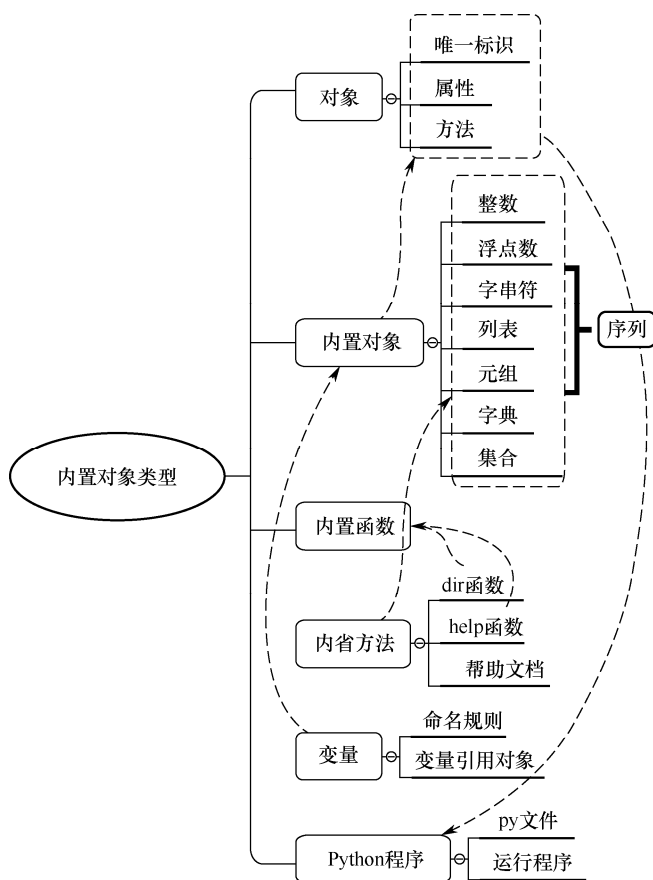 唯一标识
对象
属性
方法
整数
浮点数
字串符
内置对象
列表
序列
元组
字典
集合
内置对象类型
内置函数
dir函数
内省方法
help函数
帮助文档
变量
命名规则
变量引用对象
Python程序
py文件
运行程序